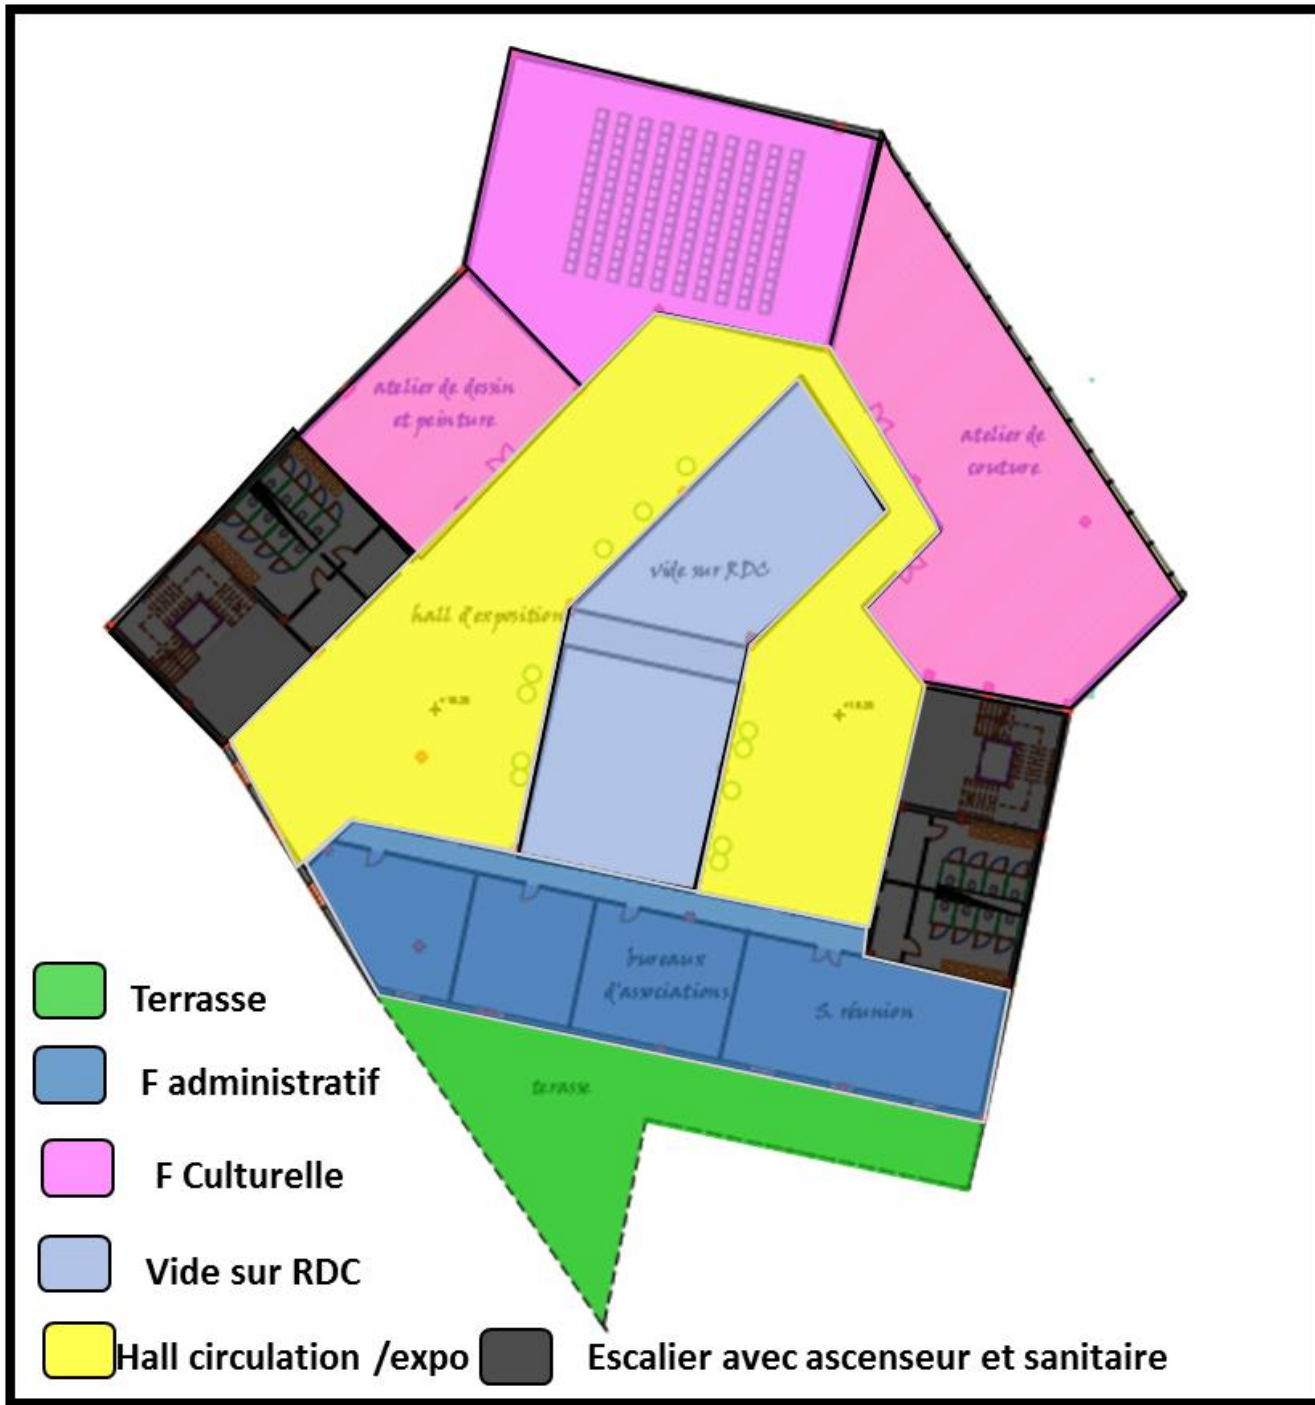 atelier de dessin
et peinture
atelier de
couture
vide sur RDC
hall d'exposition
bureaux
d'associations
S. réunion
terasse
Terrasse
F administratif
F Culturelle
Vide sur RDC
Hall circulation /expo
Escalier avec ascenseur et sanitaire